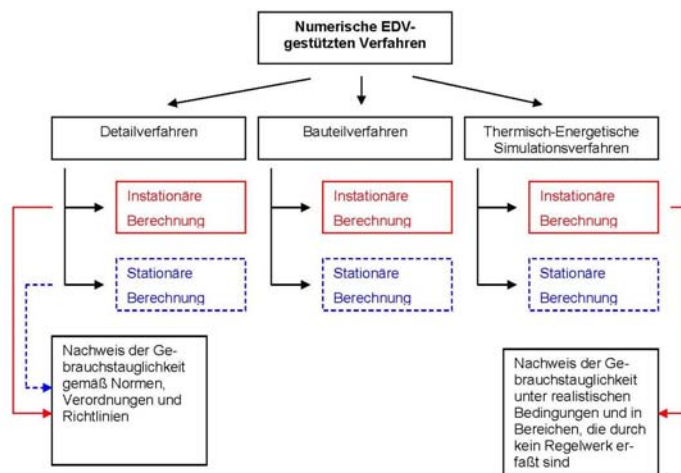 Numerische EDV-
gestützten Verfahren
Detailverfahren
Bauteilverfahren
Thermisch-Energetische
Simulationsverfahren
Instationäre
Berechnung
Instationäre
Berechnung
Instationäre
Berechnung
Stationäre
Berechnung
Stationäre
Berechnung
Stationäre
Berechnung
Nachweis der Ge-
brauchstauglichkeit
gemäß Normen,
Verordnungen und
Richtlinien
Nachweis der Ge-
brauchstauglichkeit
unter realistischen
Bedingungen und in
Bereichen, die durch
kein Regelwerk er-
faßt sind